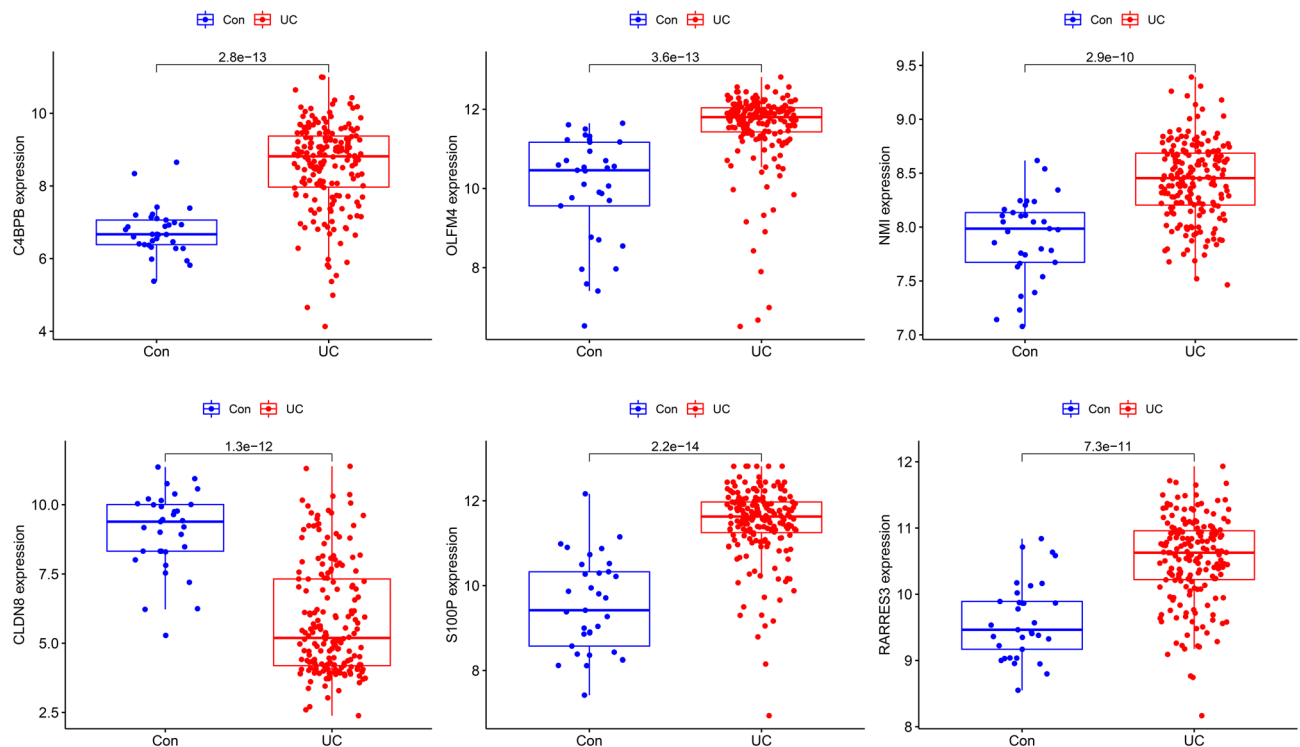 Con UC
2.8e−13
10
8
6
4
C4BPB expression
Con UC
Con UC
3.6e−13
12
10
8
OLFM4 expression
Con UC
Con UC
2.9e−10
9.5
9.0
8.5
8.0
7.5
7.0
NMI expression
Con UC
Con UC
1.3e−12
10.0
7.5
5.0
2.5
CLDN8 expression
Con UC
Con UC
2.2e−14
12
10
8
S100P expression
Con UC
Con UC
7.3e−11
12
11
10
9
8
RARRES3 expression
Con UC